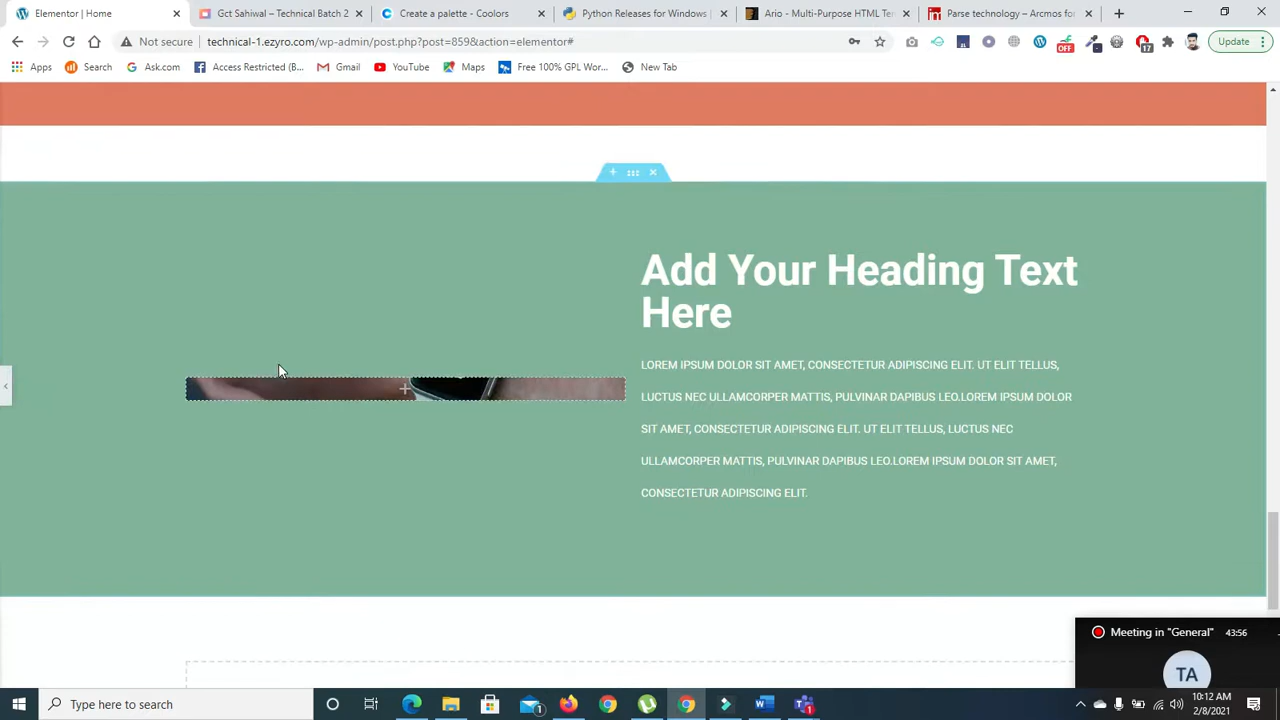 Elementor | Home
Gct Sahiwal – Technical Batch 2
Create a palette - Coolors
Python Releases for Windows
Ario - Multi-Purpose HTML Tem
Parse technology – Arcmos for
Not secure
technical-1.ezyro.com/wp-admin/post.php?post=859&action=elementor#
OFF
17
Update
Apps
Search
Ask.com
Access Restricted (B...
Gmail
YouTube
Maps
Free 100% GPL Wor...
New Tab
Add Your Heading Text
Here
LOREM IPSUM DOLOR SIT AMET, CONSECTETUR ADIPISCING ELIT. UT ELIT TELLUS,
LUCTUS NEC ULLAMCORPER MATTIS, PULVINAR DAPIBUS LEO.LOREM IPSUM DOLOR
SIT AMET, CONSECTETUR ADIPISCING ELIT. UT ELIT TELLUS, LUCTUS NEC
ULLAMCORPER MATTIS, PULVINAR DAPIBUS LEO.LOREM IPSUM DOLOR SIT AMET,
CONSECTETUR ADIPISCING ELIT.
Meeting in "General"
43:56
TA
Type here to search
10:12 AM
2/8/2021